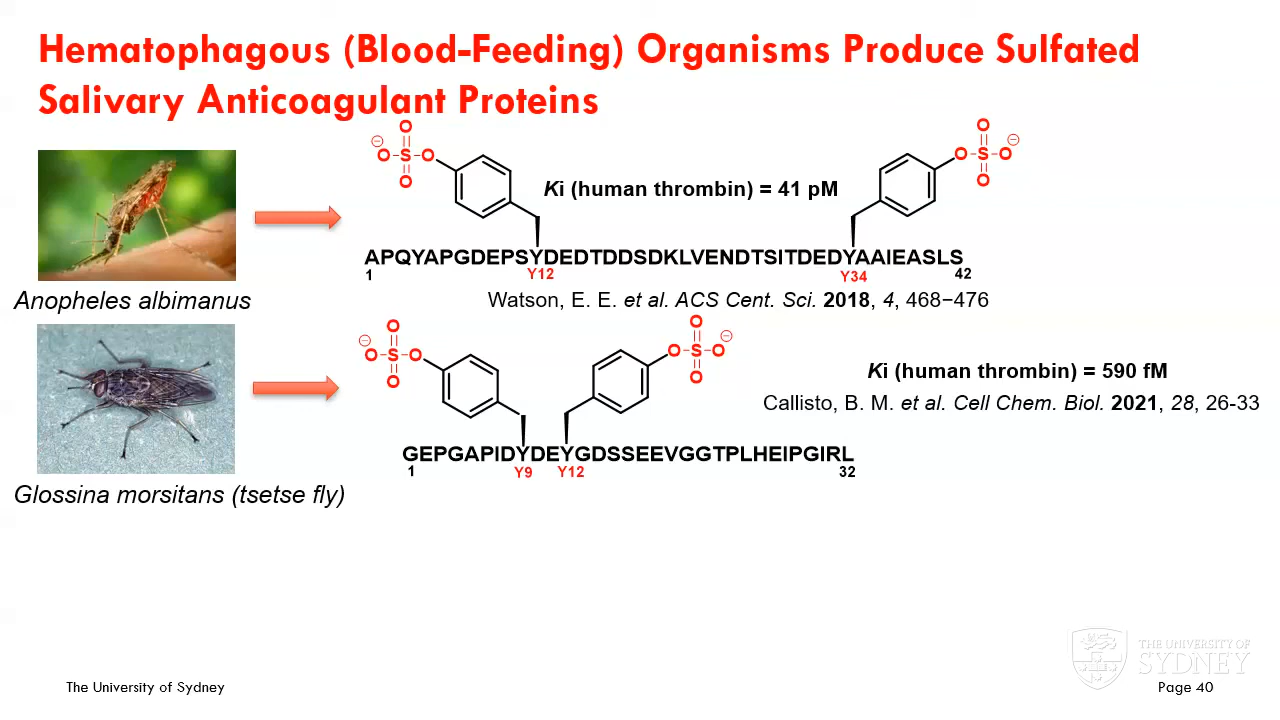 Hematophagous (Blood-Feeding) Organisms Produce Sulfated
Salivary Anticoagulant Proteins
O
⊖
O-S-O
O
Ki (human thrombin) = 41 pM
O
⊖
O-S-O
O
APQYAPGDEPSYDEDTDDSDKLVENDTSITDEDYAAIEASLS
1
Y12
Y34
42
Anopheles albimanus
Watson, E. E. et al. ACS Cent. Sci. 2018, 4, 468−476
O
⊖
O-S-O
O
O
⊖
O-S-O
O
Ki (human thrombin) = 590 fM
Callisto, B. M. et al. Cell Chem. Biol. 2021, 28, 26-33
GEPGAPIDYDEYGDSSEEVGGTPLHEIPGIRL
1
Y9
Y12
32
Glossina morsitans (tsetse fly)
THE UNIVERSITY OF
SYDNEY
The University of Sydney
Page 40